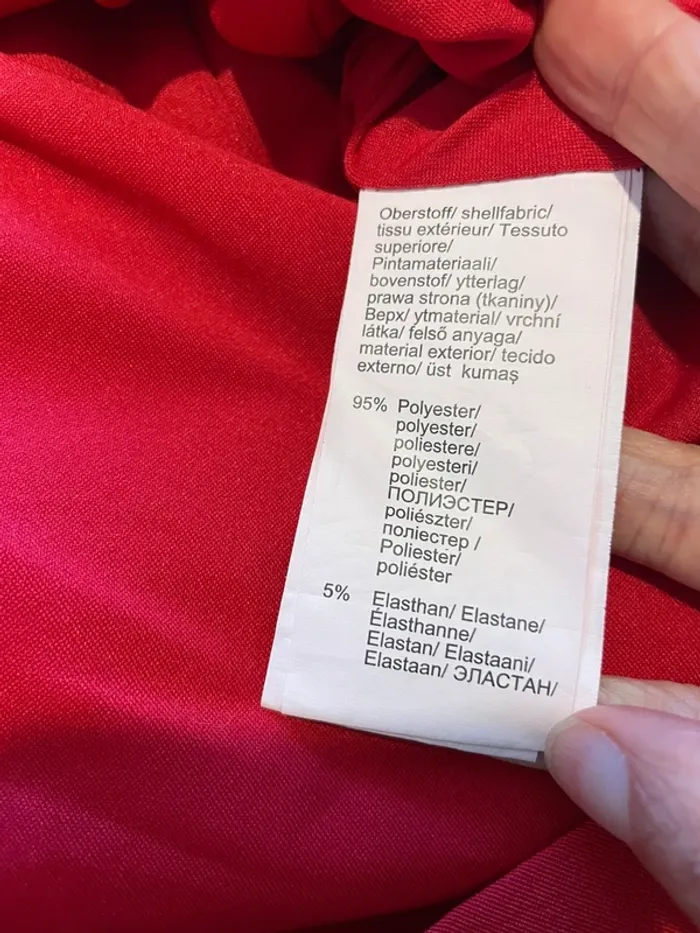 Oberstoff/ shellfabric/
tissu extérieur/ Tessuto
superiore/
Pintamateriaali/
bovenstof/ ytterlag/
prawa strona (tkaniny)/
Верх/ ytmaterial/ vrchní
látka/ felső anyaga/
material exterior/ tecido
externo/ üst kumaş
95% Polyester/
polyester/
poliestere/
polyesteri/
poliester/
ПОЛИЭСТЕР/
poliészter/
поліестер /
Poliester/
poliéster
5% Elasthan/ Elastane/
Élasthanne/
Elastan/ Elastaani/
Elastaan/ ЭЛАСТАН/